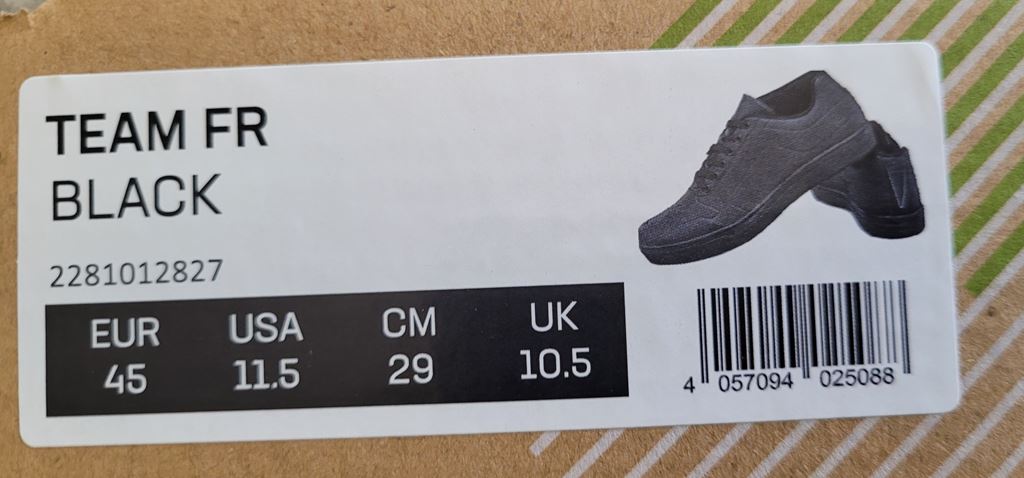 TEAM FR
BLACK
2281012827
EUR USA CM UK
45 11.5 29 10.5
4 057094 025088